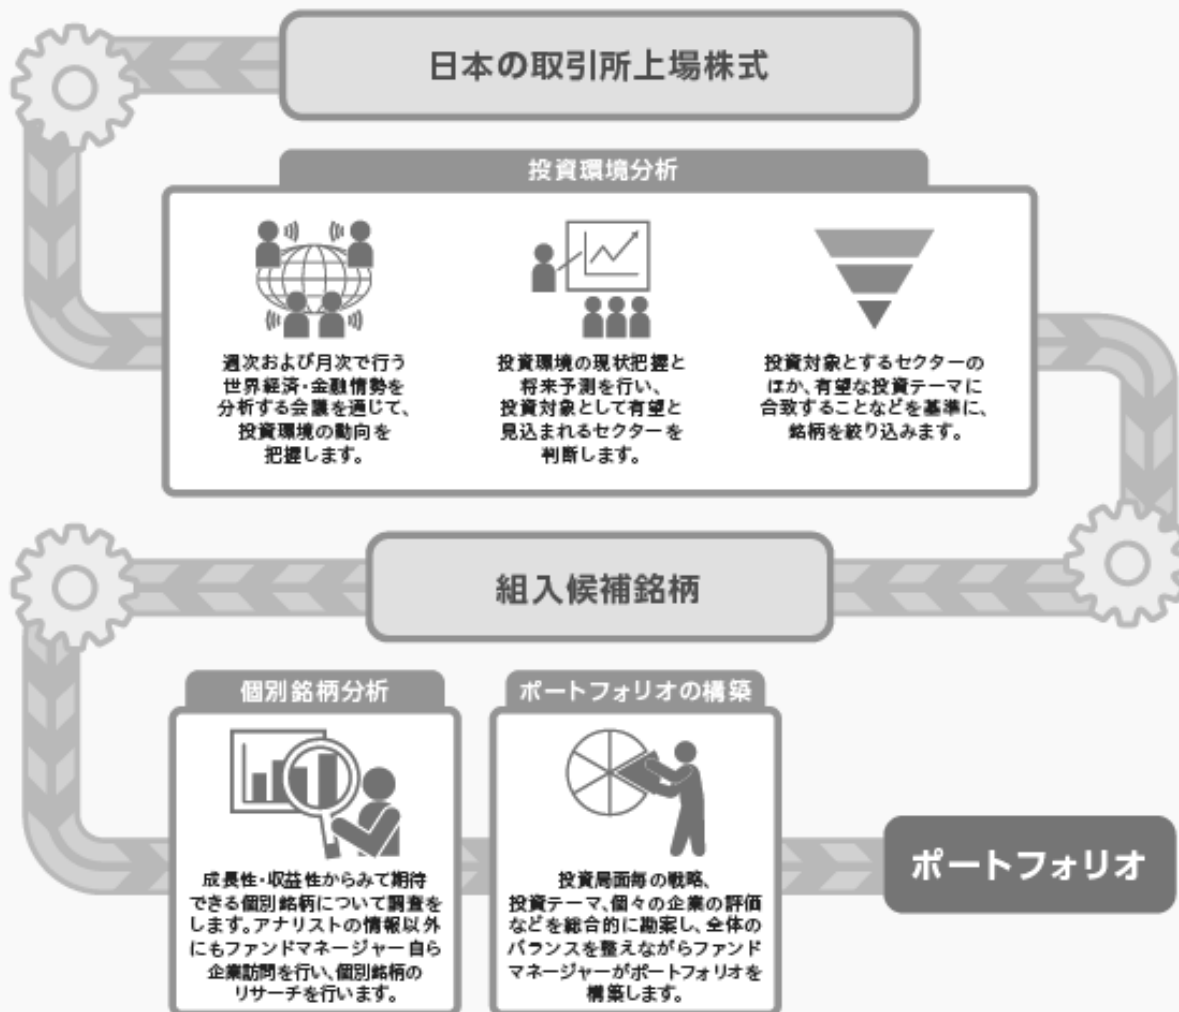 日本の取引所上場株式
投資環境分析
週次および月次で行う
世界経済・金融情勢を
分析する会議を通じて、
投資環境の動向を
把握します。
投資環境の現状把握と
将来予測を行い、
投資対象として有望と
見込まれるセクターを
判断します。
投資対象とするセクターの
ほか、有望な投資テーマに
合致することなどを基準に、
銘柄を絞り込みます。
組入候補銘柄
個別銘柄分析
成長性・収益性からみて期待
できる個別銘柄について調査を
します。アナリストの情報以外
にもファンドマネージャー自ら
企業訪問を行い、個別銘柄の
リサーチを行います。
ポートフォリオの構築
投資局面毎の戦略、
投資テーマ、個々の企業の評価
などを総合的に勘案し、全体の
バランスを整えながらファンド
マネージャーがポートフォリオを
構築します。
ポートフォリオ